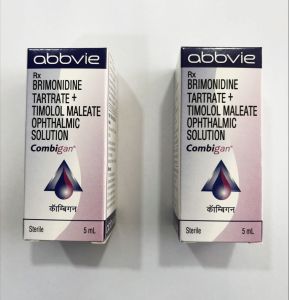 abbvie
Rx
BRIMONIDINE
TARTRATE +
TIMOLOL MALEATE
OPHTHALMIC
SOLUTION
Combigan®
कॉम्बिगन
Sterile 5 mL
abbvie
Rx
BRIMONIDINE
TARTRATE +
TIMOLOL MALEATE
OPHTHALMIC
SOLUTION
Combigan®
कॉम्बिगन
Sterile 5 mL